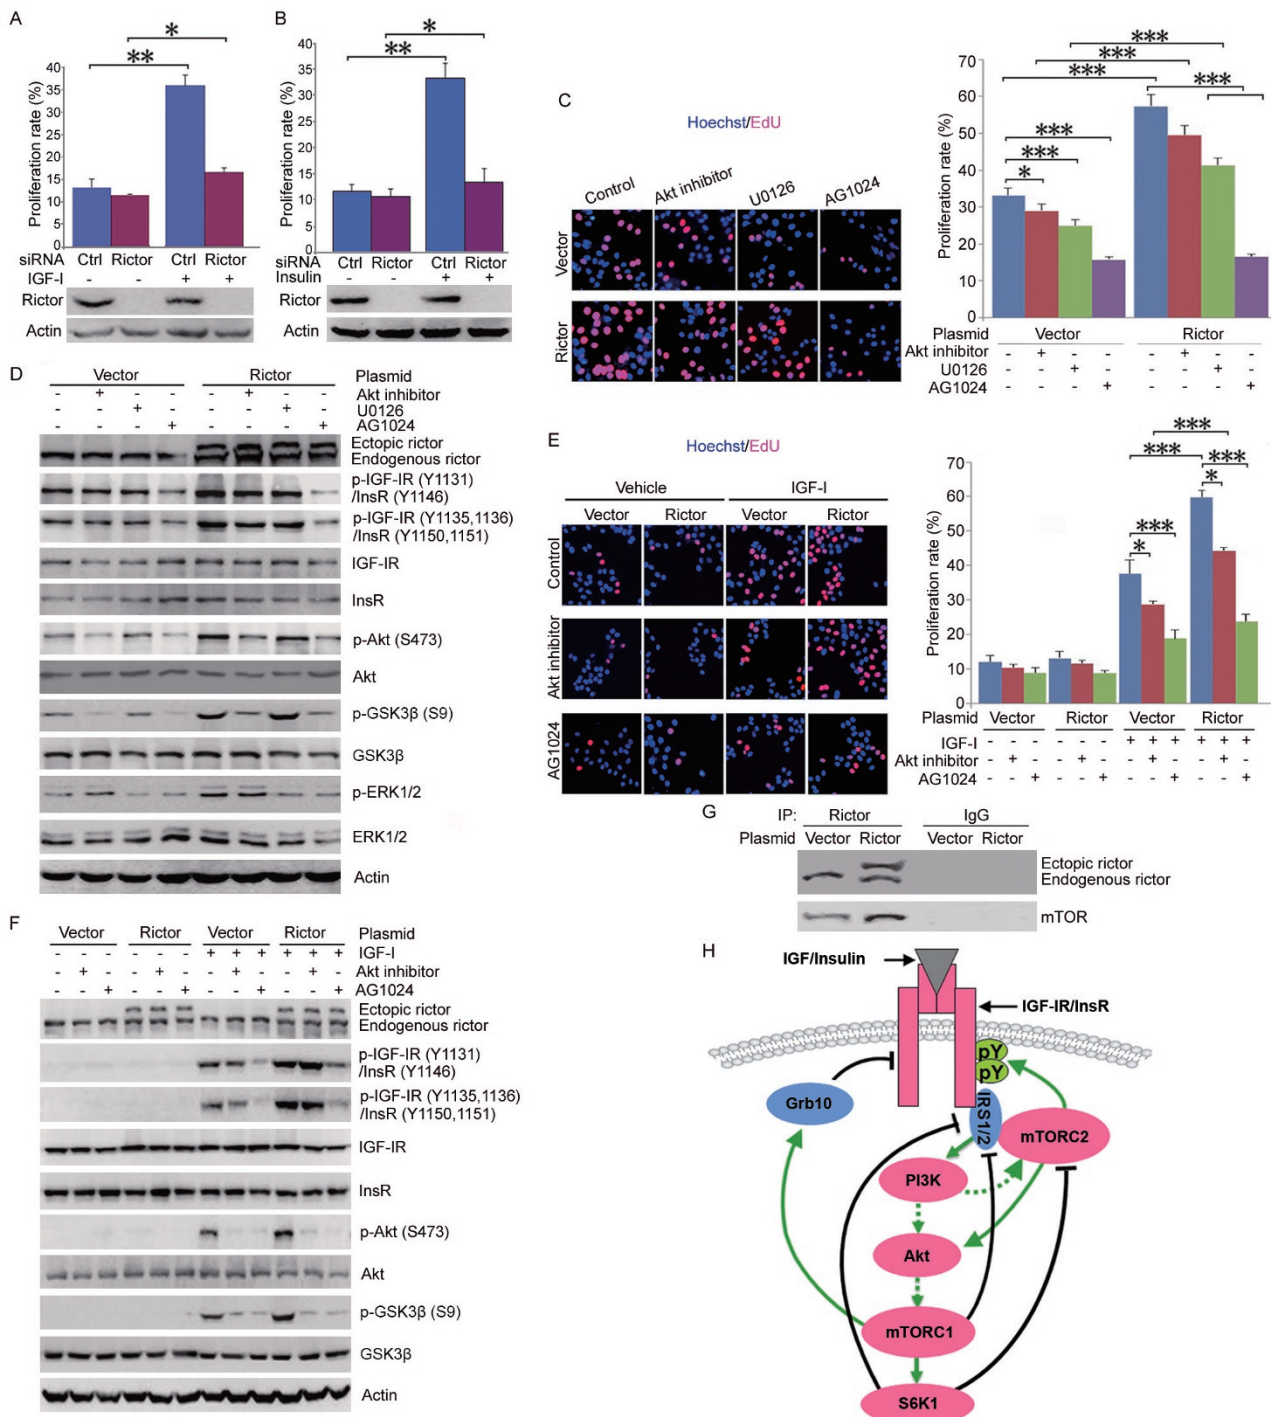 A
Proliferation rate (%)
40
35
30
25
20
15
10
5
0
*
**
siRNA Ctrl Rictor Ctrl Rictor
IGF-I - - + +
Rictor
Actin
B
Proliferation rate (%)
40
35
30
25
20
15
10
5
0
*
**
siRNA Ctrl Rictor Ctrl Rictor
Insulin - - + +
Rictor
Actin
C
Hoechst/EdU
Control Akt inhibitor U0126 AG1024
Vector
Rictor
Proliferation rate (%)
70
60
50
40
30
20
10
0
***
***
***
***
***
***
*
Plasmid Vector Rictor
Akt inhibitor - + - - - + - -
U0126 - - + - - - + -
AG1024 - - - + - - - +
D
Vector Rictor Plasmid
- + - - - + - - Akt inhibitor
- - + - - - + - U0126
- - - + - - - + AG1024
Ectopic rictor
Endogenous rictor
p-IGF-IR (Y1131)
/InsR (Y1146)
p-IGF-IR (Y1135,1136)
/InsR (Y1150,1151)
IGF-IR
InsR
p-Akt (S473)
Akt
p-GSK3β (S9)
GSK3β
p-ERK1/2
ERK1/2
Actin
E
Hoechst/EdU
Vehicle IGF-I
Vector Rictor Vector Rictor
Control
Akt inhibitor
AG1024
Proliferation rate (%)
70
60
50
40
30
20
10
0
***
***
***
*
***
*
Plasmid Vector Rictor Vector Rictor
IGF-I - - - - - - + + + + + +
Akt inhibitor - + - - + - - + - - + -
AG1024 - - + - - + - - + - - +
F
Vector Rictor Vector Rictor Plasmid
- - - - - - + + + + + + IGF-I
- + - - + - - + - - + - Akt inhibitor
- - + - - + - - + - - + AG1024
Ectopic rictor
Endogenous rictor
p-IGF-IR (Y1131)
/InsR (Y1146)
p-IGF-IR (Y1135,1136)
/InsR (Y1150,1151)
IGF-IR
InsR
p-Akt (S473)
Akt
p-GSK3β (S9)
GSK3β
Actin
G
IP: Rictor IgG
Plasmid Vector Rictor Vector Rictor
Ectopic rictor
Endogenous rictor
mTOR
H
IGF/Insulin
IGF-IR/InsR
pY
pY
Grb10
IRS1/2
mTORC2
PI3K
Akt
mTORC1
S6K1